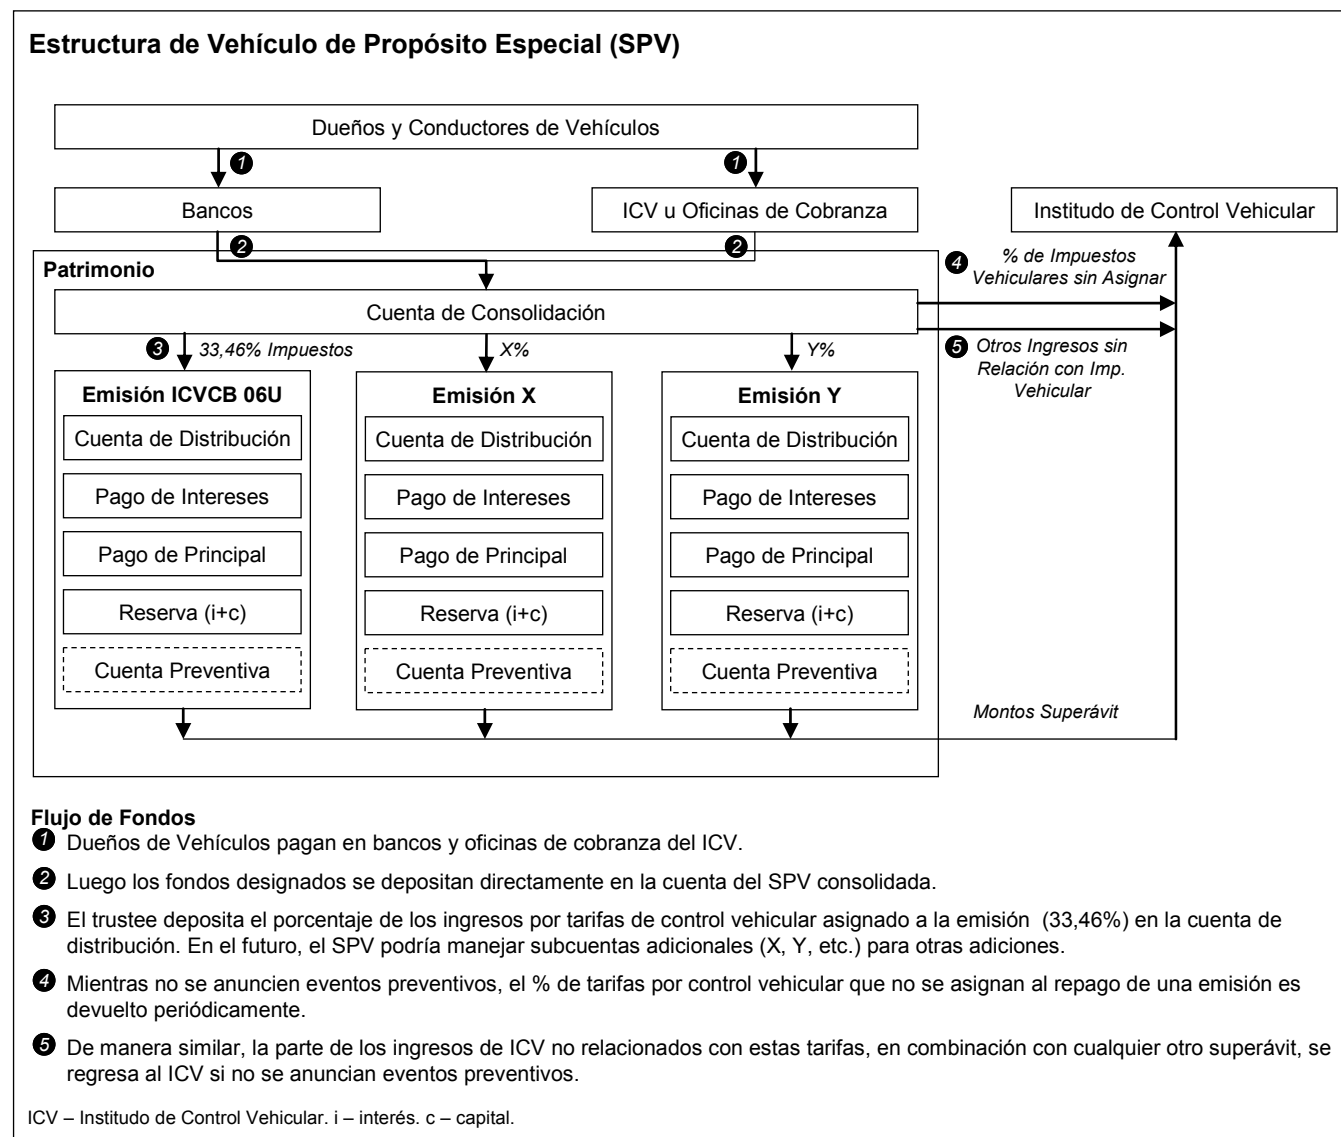 Estructura de Vehículo de Propósito Especial (SPV)
Dueños y Conductores de Vehículos
1
1
Bancos
ICV u Oficinas de Cobranza
Institudo de Control Vehicular
2
2
Patrimonio
4 % de Impuestos
Vehiculares sin Asignar
Cuenta de Consolidación
3 33,46% Impuestos
X%
Y%
5 Otros Ingresos sin
Relación con Imp.
Vehicular
Emisión ICVCB 06U
Cuenta de Distribución
Pago de Intereses
Pago de Principal
Reserva (i+c)
Cuenta Preventiva
Emisión X
Cuenta de Distribución
Pago de Intereses
Pago de Principal
Reserva (i+c)
Cuenta Preventiva
Emisión Y
Cuenta de Distribución
Pago de Intereses
Pago de Principal
Reserva (i+c)
Cuenta Preventiva
Montos Superávit
Flujo de Fondos
1 Dueños de Vehículos pagan en bancos y oficinas de cobranza del ICV.
2 Luego los fondos designados se depositan directamente en la cuenta del SPV consolidada.
3 El trustee deposita el porcentaje de los ingresos por tarifas de control vehicular asignado a la emisión (33,46%) en la cuenta de
distribución. En el futuro, el SPV podría manejar subcuentas adicionales (X, Y, etc.) para otras adiciones.
4 Mientras no se anuncien eventos preventivos, el % de tarifas por control vehicular que no se asignan al repago de una emisión es
devuelto periódicamente.
5 De manera similar, la parte de los ingresos de ICV no relacionados con estas tarifas, en combinación con cualquier otro superávit, se
regresa al ICV si no se anuncian eventos preventivos.
ICV – Institudo de Control Vehicular. i – interés. c – capital.